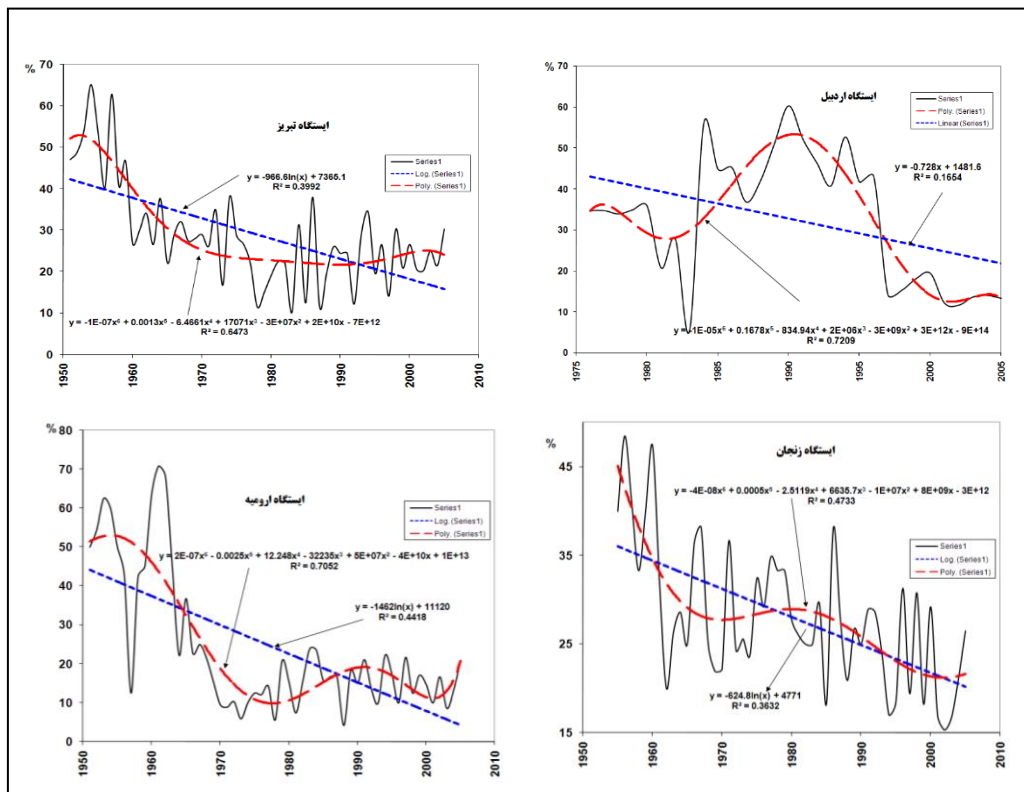 %
70
60
50
40
30
20
10
0
ایستگاه تبریز
Series1
Log. (Series1)
Poly. (Series1)
y = -966.6ln(x) + 7365.1
R² = 0.3992
y = -1E-07x⁶ + 0.0013x⁵ - 6.4661x⁴ + 17071x³ - 3E+07x² + 2E+10x - 7E+12
R² = 0.6473
1950
1960
1970
1980
1990
2000
2010
%
70
60
50
40
30
20
10
0
ایستگاه اردبیل
Series1
Poly. (Series1)
Linear (Series1)
y = -0.728x + 1481.6
R² = 0.1654
y = -1E-05x⁶ + 0.1678x⁵ - 834.94x⁴ + 2E+06x³ - 3E+09x² + 3E+12x - 9E+14
R² = 0.7209
1975
1980
1985
1990
1995
2000
2005
%
80
70
60
50
40
30
20
10
0
ایستگاه ارومیه
Series1
Log. (Series1)
Poly. (Series1)
y = 2E-07x⁶ - 0.0025x⁵ + 12.248x⁴ - 32235x³ + 5E+07x² - 4E+10x + 1E+13
R² = 0.7052
y = -1462ln(x) + 11120
R² = 0.4418
1950
1960
1970
1980
1990
2000
2010
%
45
35
25
15
ایستگاه زنجان
y = -4E-08x⁶ + 0.0005x⁵ - 2.5119x⁴ + 6635.7x³ - 1E+07x² + 8E+09x - 3E+12
R² = 0.4733
Series1
Log. (Series1)
Poly. (Series1)
y = -624.8ln(x) + 4771
R² = 0.3632
1950
1960
1970
1980
1990
2000
2010